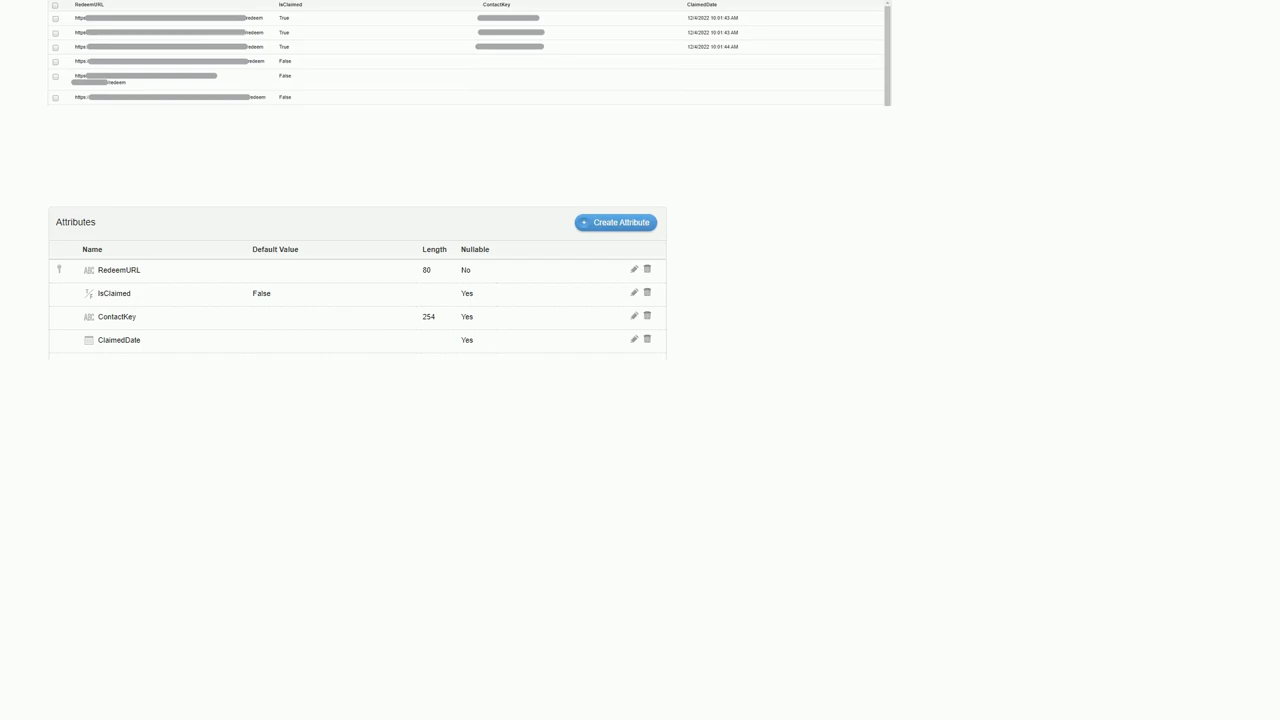 RedeemURL IsClaimed ContactKey ClaimedDate
https redeem True 12/4/2022 10:01:43 AM
https redeem True 12/4/2022 10:01:43 AM
https redeem True 12/4/2022 10:01:44 AM
https: redeem False
https False
/redeem
https: redeem False
Attributes
+ Create Attribute
Name Default Value Length Nullable
ABC RedeemURL 80 No
IsClaimed False Yes
ABC ContactKey 254 Yes
ClaimedDate Yes